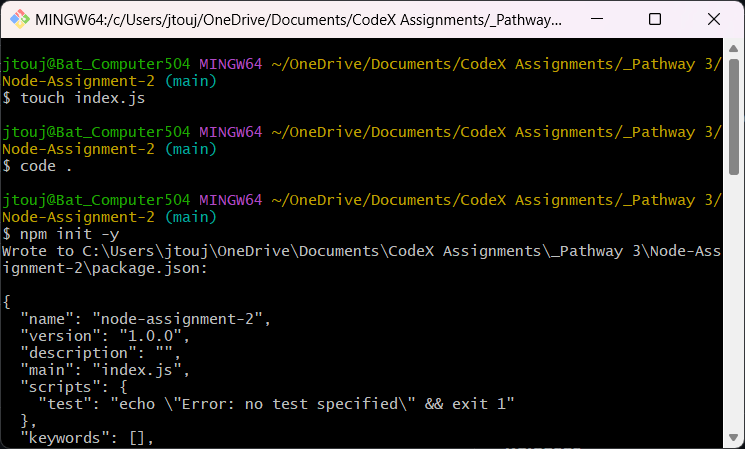 MINGW64:/c/Users/jtouj/OneDrive/Documents/CodeX Assignments/_Pathway...
jtouj@Bat_Computer504 MINGW64 ~/OneDrive/Documents/CodeX Assignments/_Pathway 3/
Node-Assignment-2 (main)
$ touch index.js
jtouj@Bat_Computer504 MINGW64 ~/OneDrive/Documents/CodeX Assignments/_Pathway 3/
Node-Assignment-2 (main)
$ code .
jtouj@Bat_Computer504 MINGW64 ~/OneDrive/Documents/CodeX Assignments/_Pathway 3/
Node-Assignment-2 (main)
$ npm init -y
Wrote to C:\Users\jtouj\OneDrive\Documents\CodeX Assignments\_Pathway 3\Node-Ass
ignment-2\package.json:
{
  "name": "node-assignment-2",
  "version": "1.0.0",
  "description": "",
  "main": "index.js",
  "scripts": {
    "test": "echo \"Error: no test specified\" && exit 1"
  },
  "keywords": [],